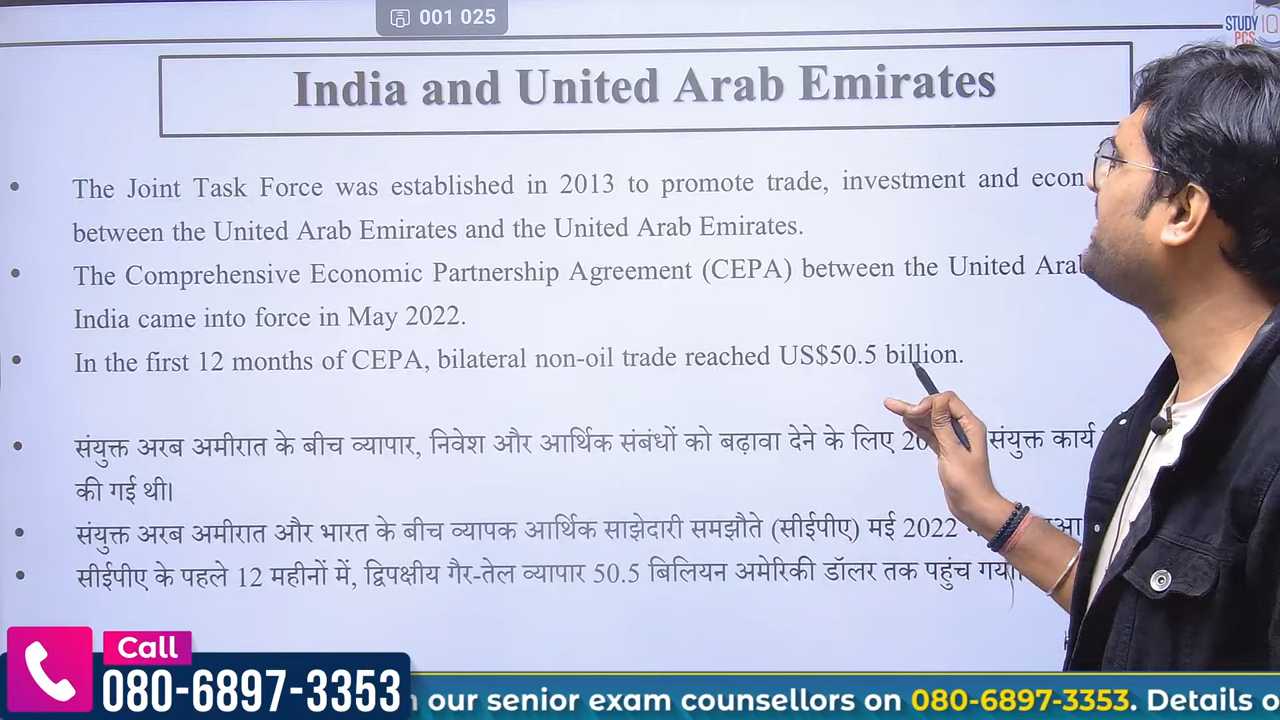 001 025
STUDY IQ
PCS
India and United Arab Emirates
• The Joint Task Force was established in 2013 to promote trade, investment and
between the United Arab Emirates and the United Arab Emirates.
• The Comprehensive Economic Partnership Agreement (CEPA) between the United
India came into force in May 2022.
• In the first 12 months of CEPA, bilateral non-oil trade reached US$50.5 billion.
• संयुक्त अरब अमीरात के बीच व्यापार, निवेश और आर्थिक संबंधों को बढ़ावा देने के लिए संयुक्त कार्य
की गई थी।
• संयुक्त अरब अमीरात और भारत के बीच व्यापक आर्थिक साझेदारी समझौते (सीईपीए) मई 2022
• सीईपीए के पहले 12 महीनों में, द्विपक्षीय गैर-तेल व्यापार 50.5 बिलियन अमेरिकी डॉलर तक पहुंच
Call
080-6897-3353
our senior exam counsellors on 080-6897-3353. Details